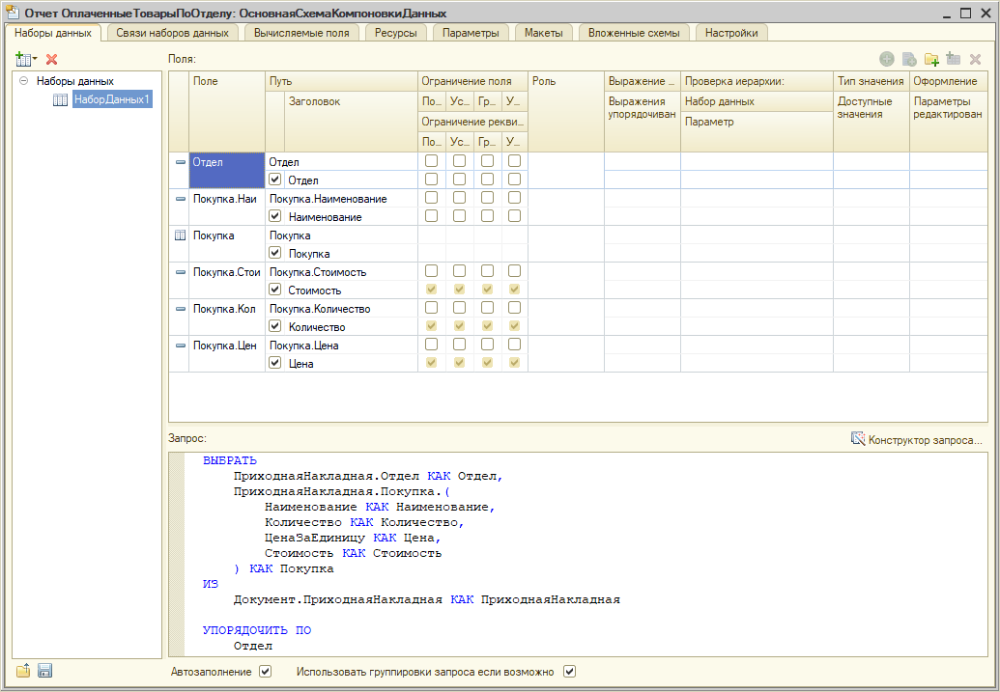 Отчет ОплаченныеТоварыПоОтделу: ОсновнаяСхемаКомпоновкиДанных
Наборы данных Связи наборов данных Вычисляемые поля Ресурсы Параметры Макеты Вложенные схемы Настройки
Поля:
Наборы данных
НаборДанных1
Поле Путь Ограничение поля Роль Выражение ... Проверка иерархии: Тип значения Оформление
Заголовок По... Ус... Гр... У... Выражения упорядочиван Набор данных Доступные значения Параметры редактирован
Ограничение рекви... Параметр
По... Ус... Гр... У...
Отдел Отдел
Отдел
Покупка.Наи Покупка.Наименование
Наименование
Покупка Покупка
Покупка
Покупка.Стои Покупка.Стоимость
Стоимость
Покупка.Кол Покупка.Количество
Количество
Покупка.Цен Покупка.Цена
Цена
Запрос: Конструктор запроса...
ВЫБРАТЬ
ПриходнаяНакладная.Отдел КАК Отдел,
ПриходнаяНакладная.Покупка.(
Наименование КАК Наименование,
Количество КАК Количество,
ЦенаЗаЕдиницу КАК Цена,
Стоимость КАК Стоимость
) КАК Покупка
ИЗ
Документ.ПриходнаяНакладная КАК ПриходнаяНакладная
УПОРЯДОЧИТЬ ПО
Отдел
Автозаполнение Использовать группировки запроса если возможно